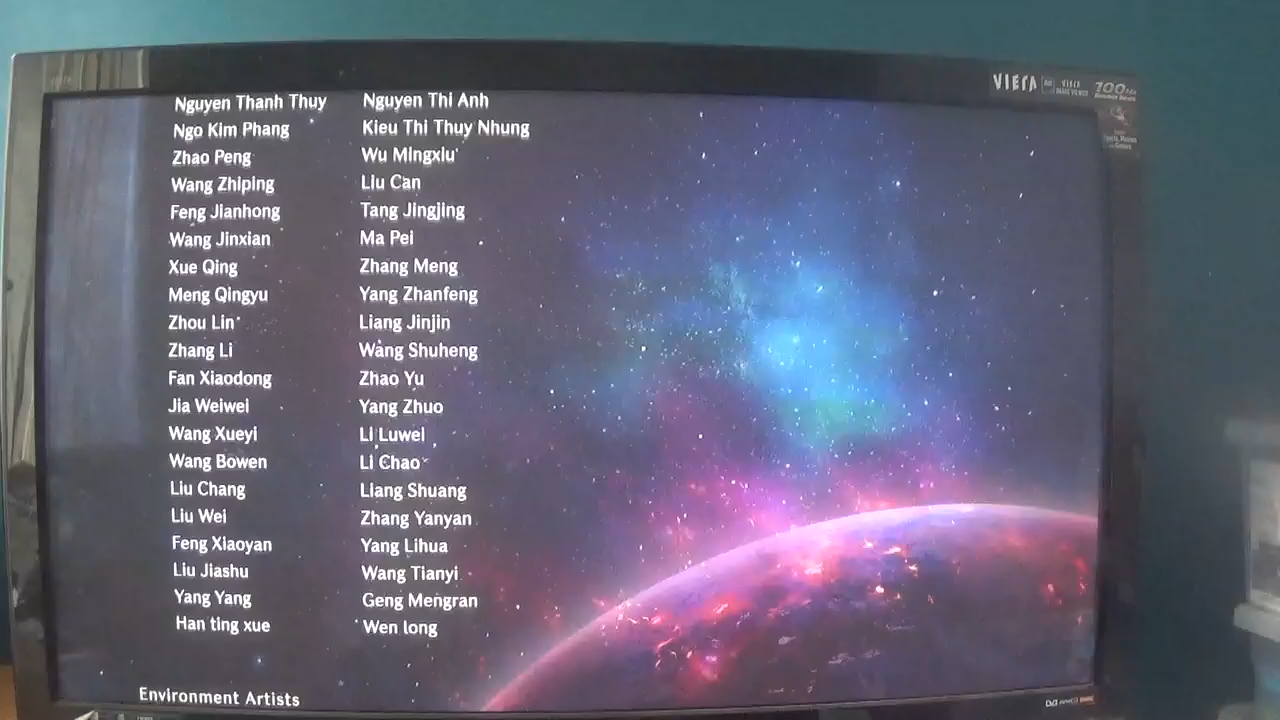 VIERA
100Hz
Nguyen Thanh Thuy Nguyen Thi Anh
Ngo Kim Phang Kieu Thi Thuy Nhung
Zhao Peng Wu Mingxiu
Wang Zhiping Liu Can
Feng Jianhong Tang Jingjing
Wang Jinxian Ma Pei
Xue Qing Zhang Meng
Meng Qingyu Yang Zhanfeng
Zhou Lin Liang Jinjin
Zhang Li Wang Shuheng
Fan Xiaodong Zhao Yu
Jia Weiwei Yang Zhuo
Wang Xueyi Li Luwei
Wang Bowen Li Chao
Liu Chang Liang Shuang
Liu Wei Zhang Yanyan
Feng Xiaoyan Yang Lihua
Liu Jiashu Wang Tianyi
Yang Yang Geng Mengran
Han ting xue Wen long
Environment Artists